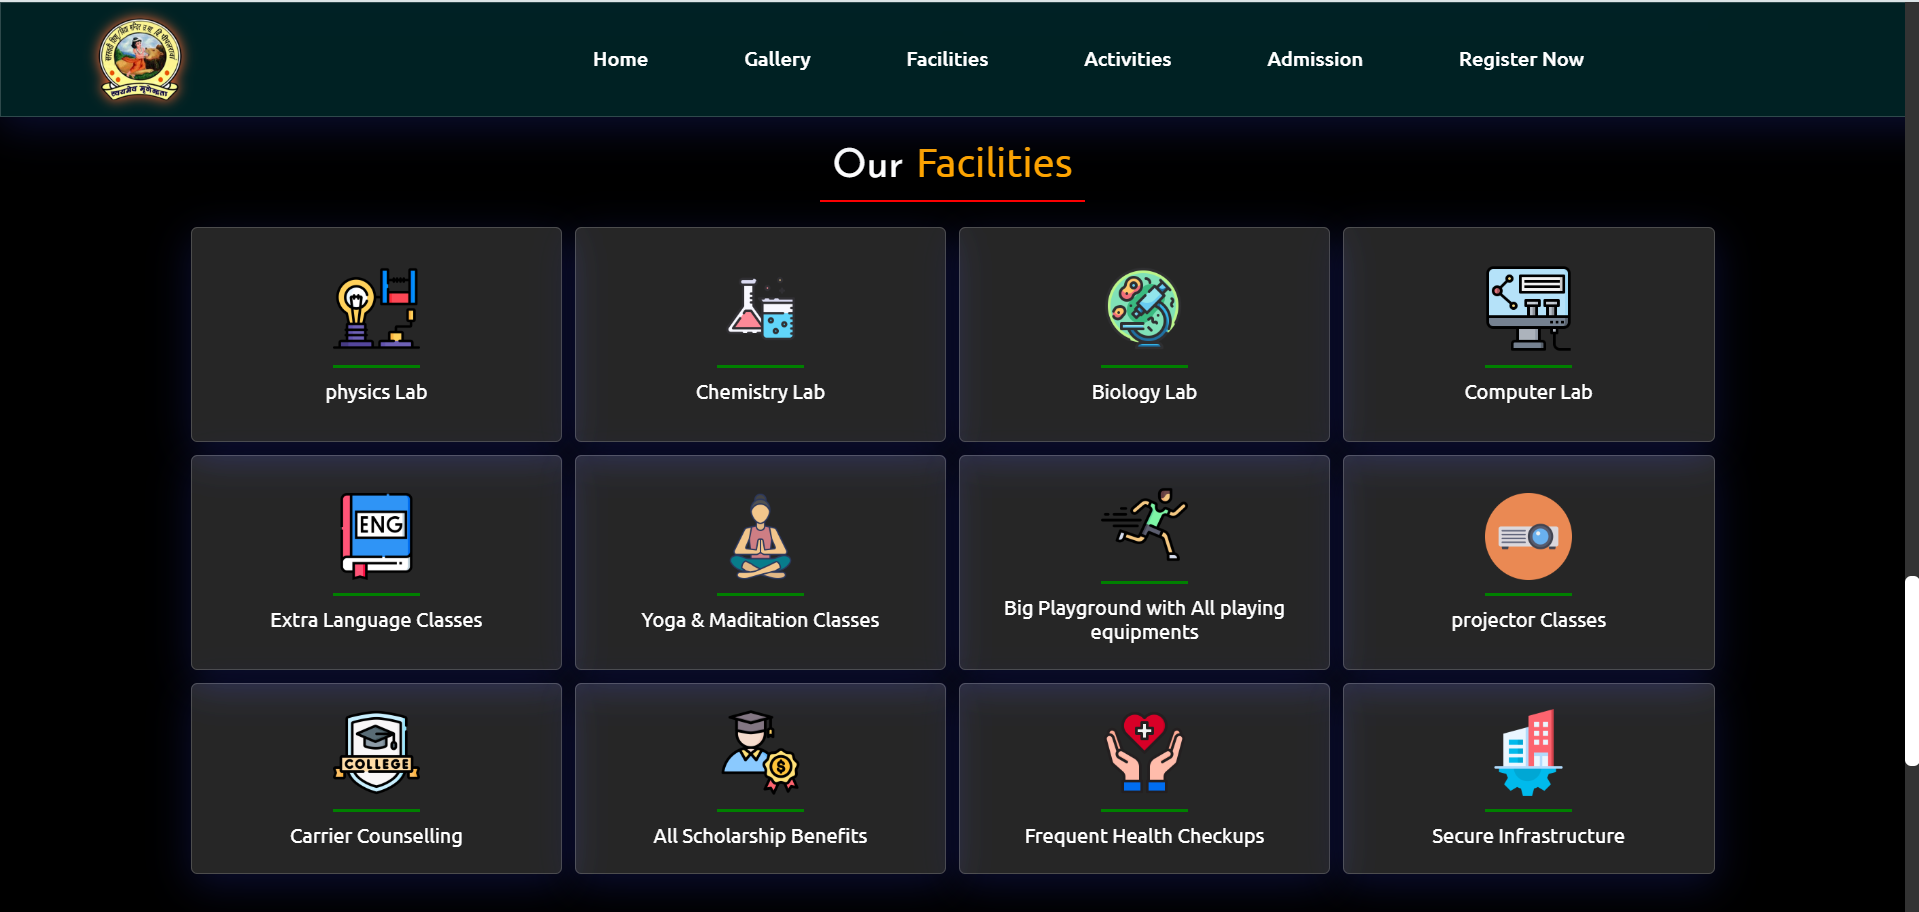 Home Gallery Facilities Activities Admission Register Now
Our Facilities
physics Lab
Chemistry Lab
Biology Lab
Computer Lab
ENG
Extra Language Classes
Yoga & Maditation Classes
Big Playground with All playing
equipments
projector Classes
COLLEGE
Carrier Counselling
$
All Scholarship Benefits
Frequent Health Checkups
Secure Infrastructure